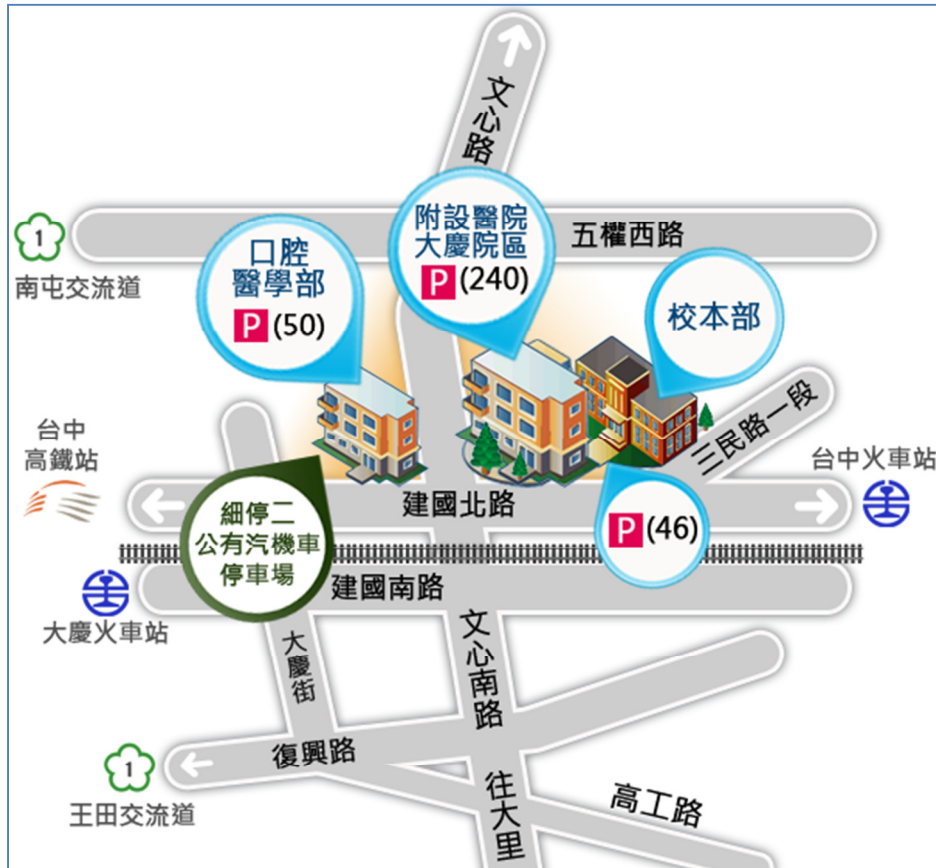 文心路
五權西路
1
南屯交流道
口腔
醫學部
P (50)
附設醫院
大慶院區
P (240)
校本部
三民路一段
台中
高鐵站
台中火車站
建國北路
P (46)
細停二
公有汽機車
停車場
建國南路
大慶火車站
大慶街
文心南路
復興路
1
王田交流道
往大里
高工路